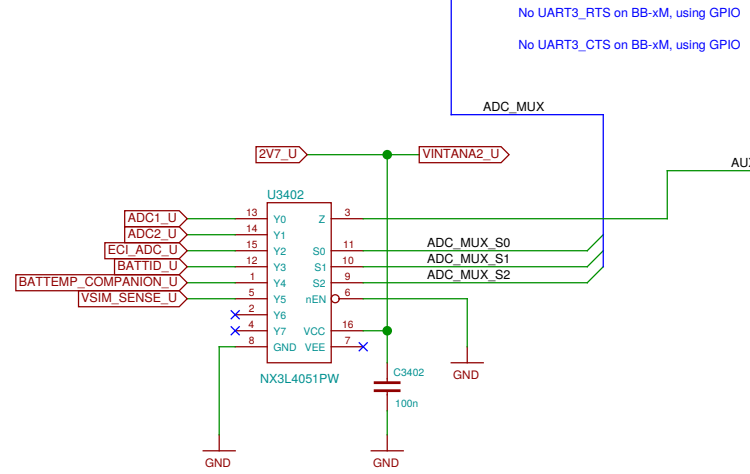 No UART3_RTS on BB-xM, using GPIO
No UART3_CTS on BB-xM, using GPIO
ADC_MUX
2V7_U
VINTANA2_U
AUX
U3402
ADC1_U 13 Y0 Z 3
ADC2_U 14 Y1
ECI_ADC_U 15 Y2 S0 11 ADC_MUX_S0
BATTID_U 12 Y3 S1 10 ADC_MUX_S1
BATTEMP_COMPANION_U 1 Y4 S2 9 ADC_MUX_S2
VSIM_SENSE_U 5 Y5 nEN 6
2 Y6
4 Y7 VCC 16
8 GND VEE 7
NX3L4051PW
C3402
100n
GND
GND
GND